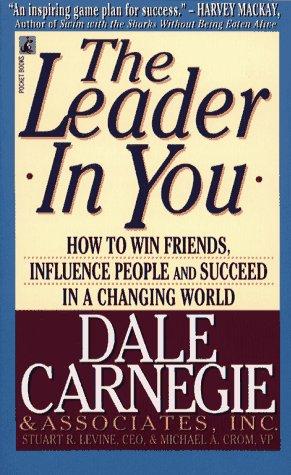 "An inspiring game plan for success." – HARVEY MACKAY,
Author of Swim with the Sharks Without Being Eaten Alive
POCKET BOOKS
The
Leader
· In You ·
HOW TO WIN FRIENDS,
INFLUENCE PEOPLE AND SUCCEED
IN A CHANGING WORLD
DALE
CARNEGIE
& ASSOCIATES, INC.
STUART R. LEVINE, CEO, & MICHAEL A. CROM, VP